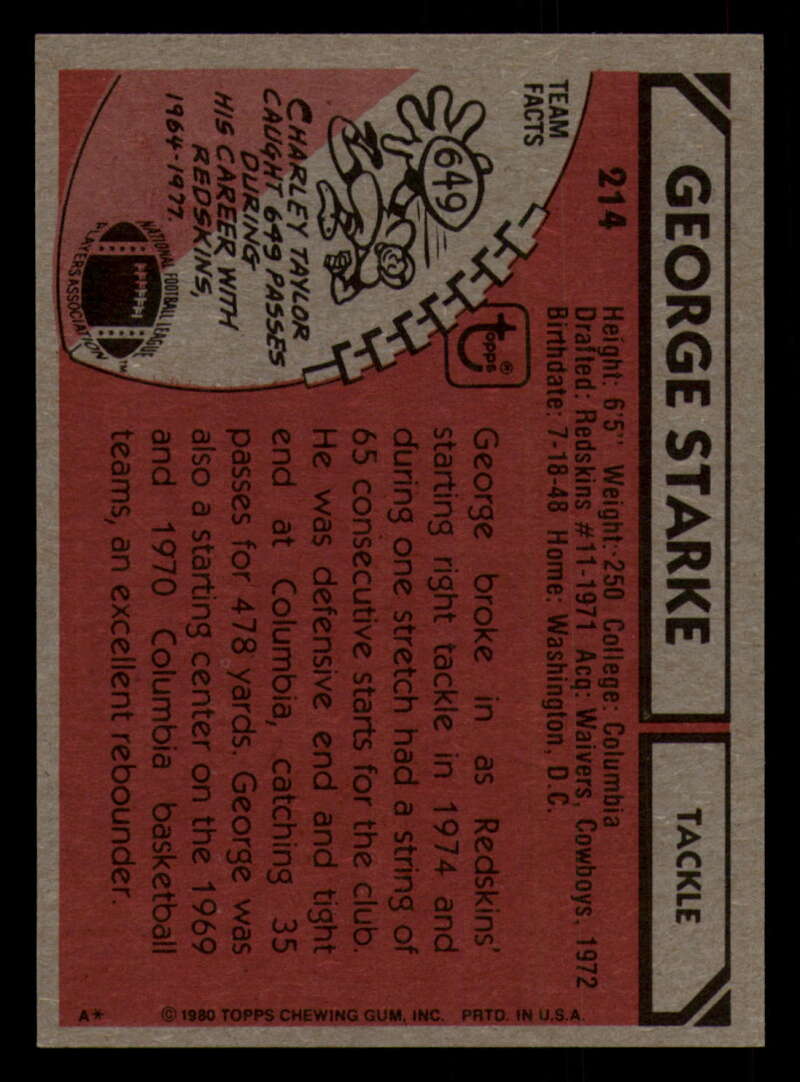 GEORGE STARKE
TACKLE
214
Height: 6'5" Weight: 250 College: Columbia
Drafted: Redskins #11-1971 Acq: Waivers, Cowboys, 1972
Birthdate: 7-18-48 Home: Washington, D.C.
TEAM
FACTS
649
CHARLEY TAYLOR
CAUGHT 649 PASSES
DURING
HIS CAREER WITH
REDSKINS,
1964-1977.
NATIONAL FOOTBALL LEAGUE
PLAYERS ASSOCIATION™
topps®
George broke in as Redskins'
starting right tackle in 1974 and
during one stretch had a string of
65 consecutive starts for the club.
He was defensive end and tight
end at Columbia, catching 35
passes for 478 yards. George was
also a starting center on the 1969
and 1970 Columbia basketball
teams, an excellent rebounder.
A* © 1980 TOPPS CHEWING GUM, INC. PRTD. IN U.S.A.